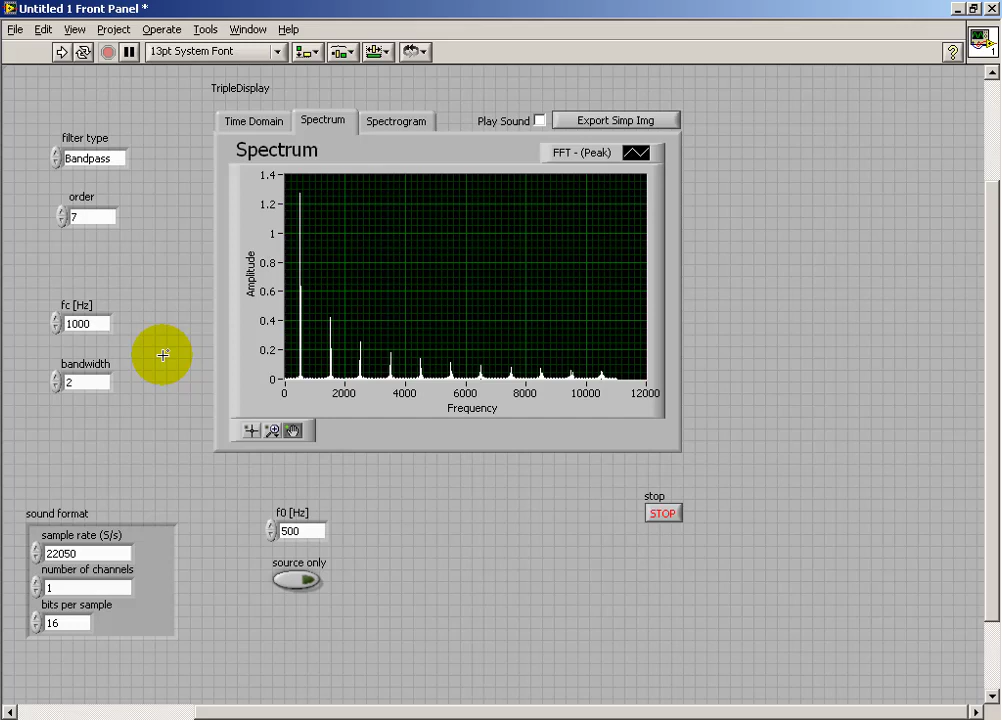 Untitled 1 Front Panel *
File Edit View Project Operate Tools Window Help
13pt System Font
?
1
TripleDisplay
Time Domain Spectrum Spectrogram Play Sound Export Simp Img
filter type
Bandpass
order
7
fc [Hz]
1000
bandwidth
2
Spectrum
FFT - (Peak)
1.4
1.2
1
0.8
0.6
0.4
0.2
0
Amplitude
0 2000 4000 6000 8000 10000 12000
Frequency
stop
STOP
sound format
sample rate (S/s)
22050
number of channels
1
bits per sample
16
f0 [Hz]
500
source only